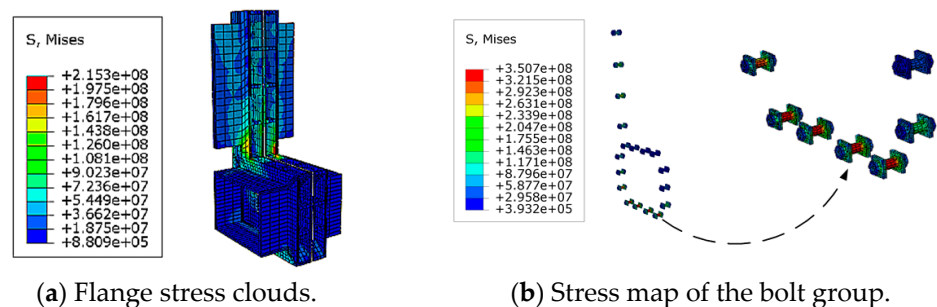 S, Mises
+2.153e+08
+1.975e+08
+1.796e+08
+1.617e+08
+1.438e+08
+1.260e+08
+1.081e+08
+9.023e+07
+7.236e+07
+5.449e+07
+3.662e+07
+1.875e+07
+8.809e+05
(a) Flange stress clouds.
S, Mises
+3.507e+08
+3.215e+08
+2.923e+08
+2.631e+08
+2.339e+08
+2.047e+08
+1.755e+08
+1.463e+08
+1.171e+08
+8.796e+07
+5.877e+07
+2.958e+07
+3.932e+05
(b) Stress map of the bolt group.